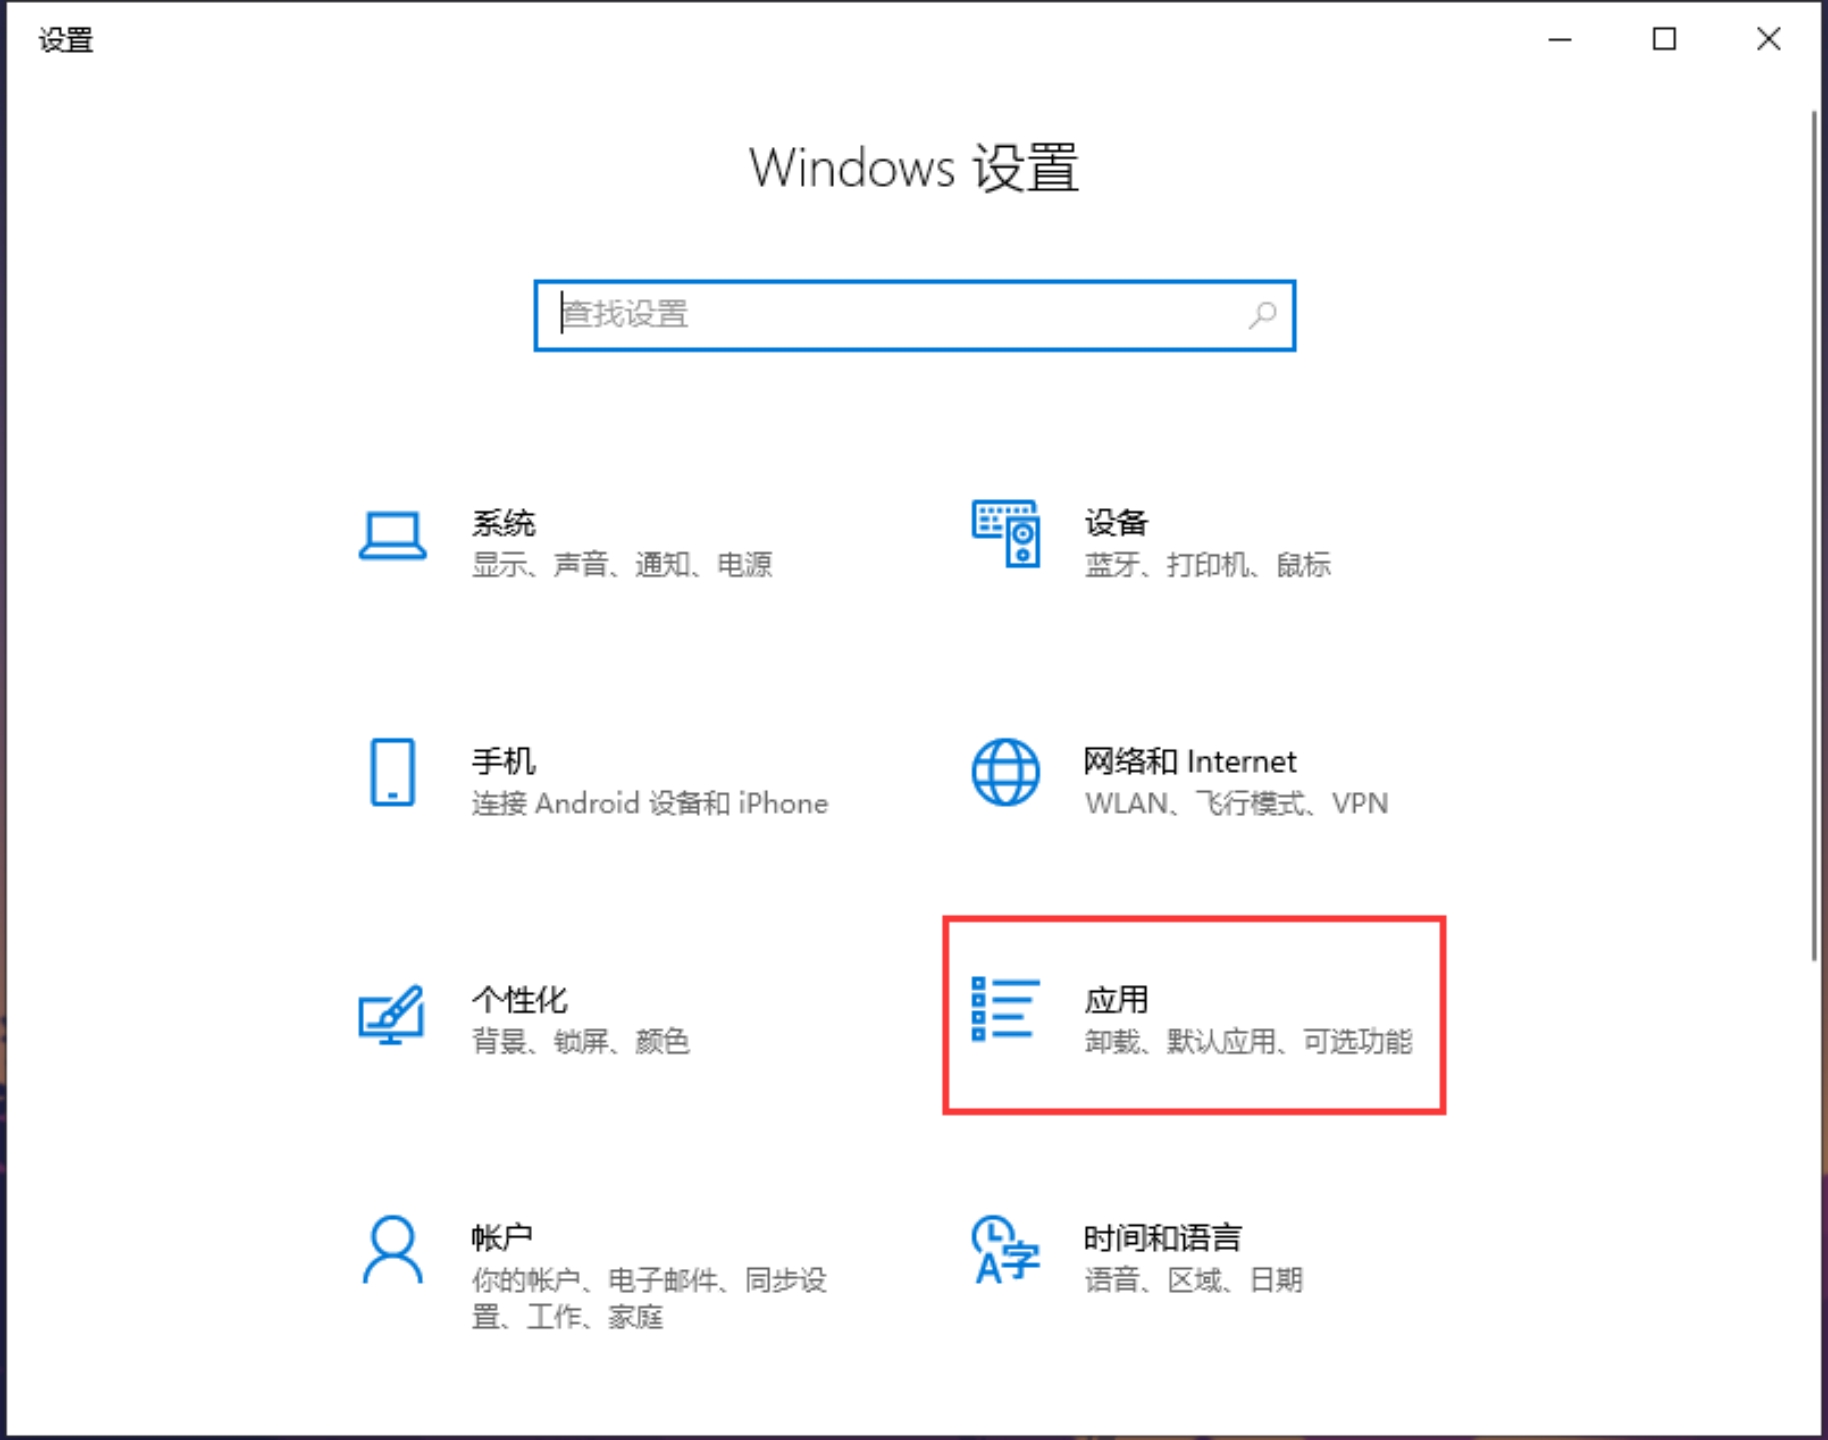 设置
Windows 设置
查找设置
系统
显示、声音、通知、电源
设备
蓝牙、打印机、鼠标
手机
连接 Android 设备和 iPhone
网络和 Internet
WLAN、飞行模式、VPN
个性化
背景、锁屏、颜色
应用
卸载、默认应用、可选功能
帐户
你的帐户、电子邮件、同步设
置、工作、家庭
时间和语言
语音、区域、日期